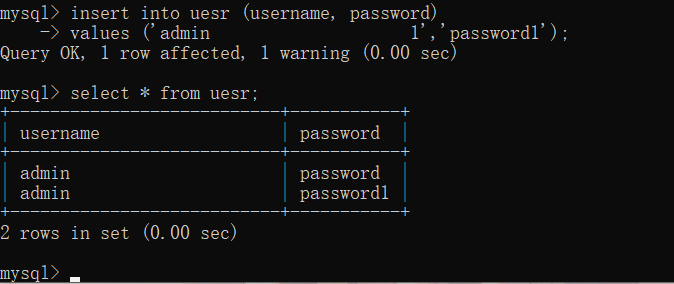 mysql> insert into uesr (username, password)
    -> values ('admin                    1','password1');
Query OK, 1 row affected, 1 warning (0.00 sec)
mysql> select * from uesr;
+---------------------------+-----------+
| username                  | password  |
+---------------------------+-----------+
| admin                     | password  |
| admin                     | password1 |
+---------------------------+-----------+
2 rows in set (0.00 sec)
mysql>